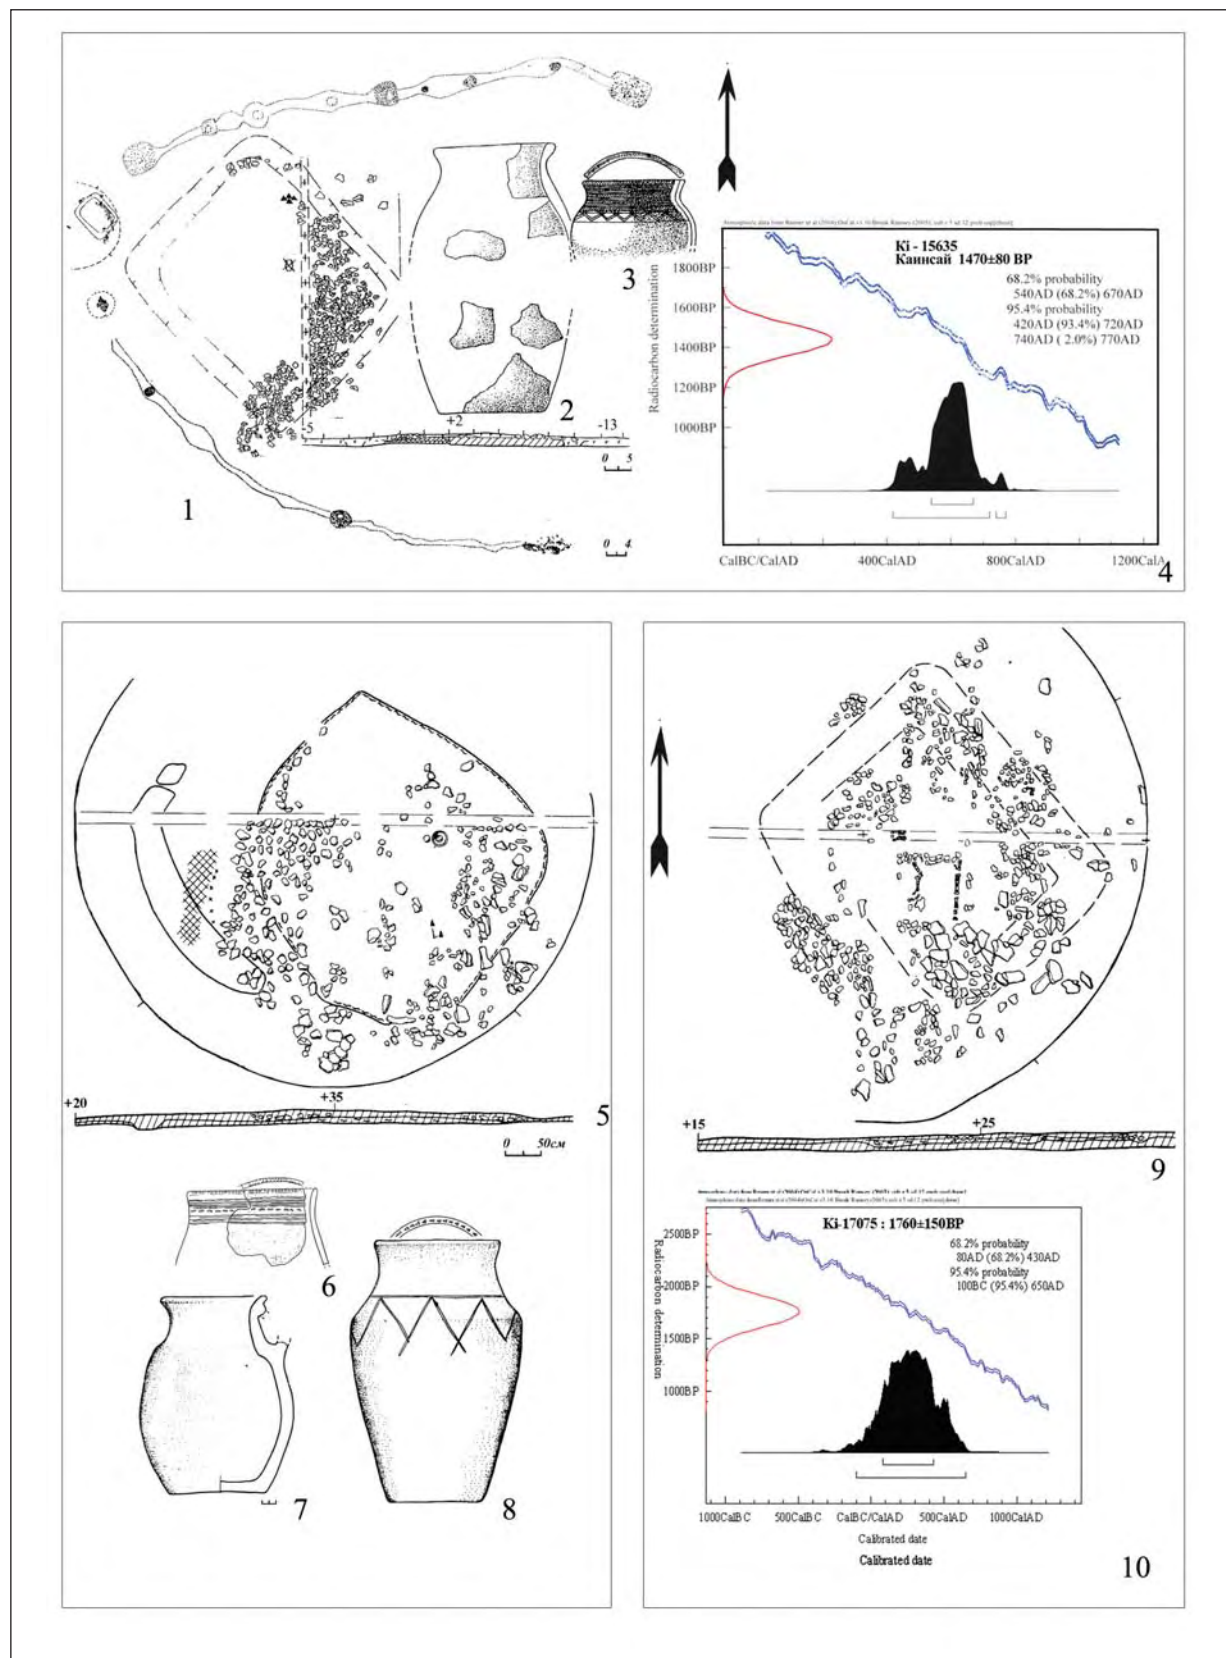 1
2
3
-5
+2
-13
0 5
0 4
Radiocarbon determination
1800BP
1600BP
1400BP
1200BP
1000BP
Ki - 15635
Каинсай 1470±80 BP
68.2% probability
540AD (68.2%) 670AD
95.4% probability
420AD (93.4%) 720AD
740AD ( 2.0%) 770AD
CalBC/CalAD 400CalAD 800CalAD 1200CalA
4
+20
+35
5
0 50см
6
7
8
+15
+25
9
Radiocarbon determination
2500BP
2000BP
1500BP
1000BP
Ki-17075 : 1760±150BP
68.2% probability
80AD (68.2%) 430AD
95.4% probability
100BC (95.4%) 650AD
1000CalBC 500CalBC CalBC/CalAD 500CalAD 1000CalAD
Calibrated date
Calibrated date
10